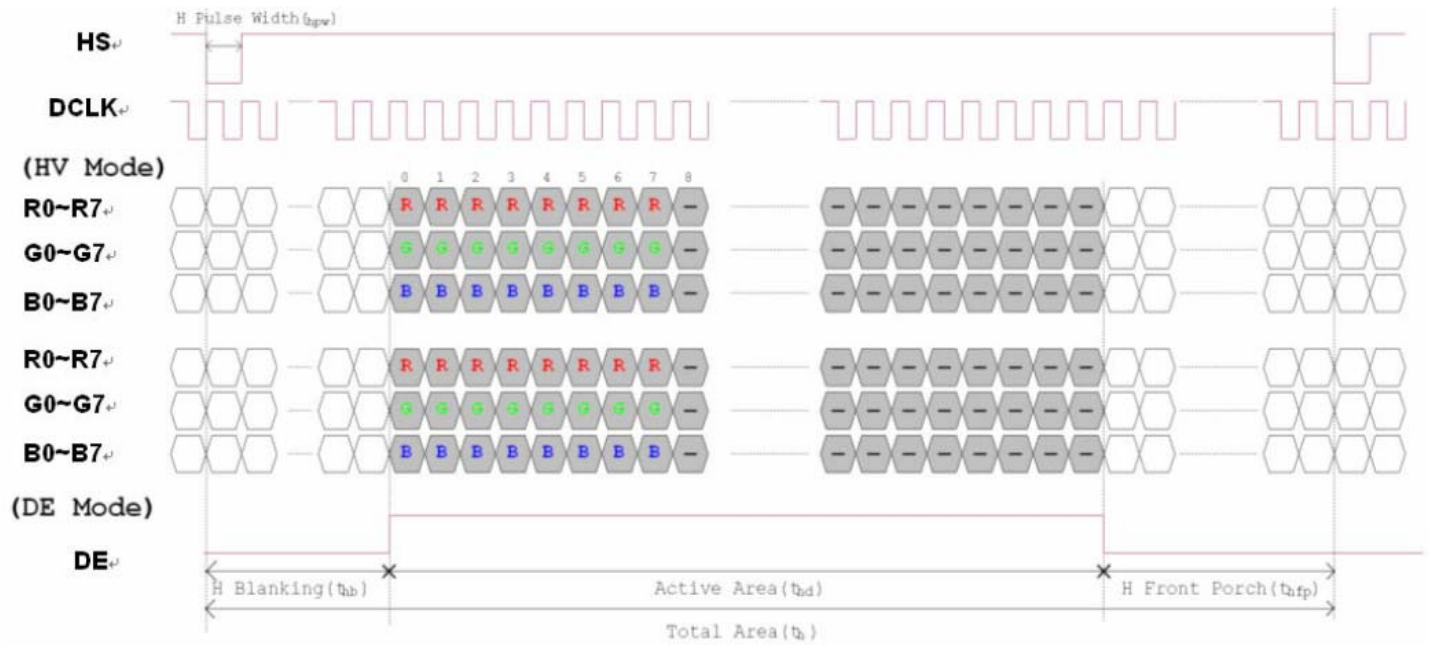 H Pulse Width(thpw)
HS
DCLK
(HV Mode)
0 1 2 3 4 5 6 7 8
R0~R7 R R R R R R R R - - - - - - - - -
G0~G7 G G G G G G G G - - - - - - - - -
B0~B7 B B B B B B B B - - - - - - - - -
R0~R7 R R R R R R R R - - - - - - - - -
G0~G7 G G G G G G G G - - - - - - - - -
B0~B7 B B B B B B B B - - - - - - - - -
(DE Mode)
DE
H Blanking(thb) Active Area(thd) H Front Porch(thfp)
Total Area(th)